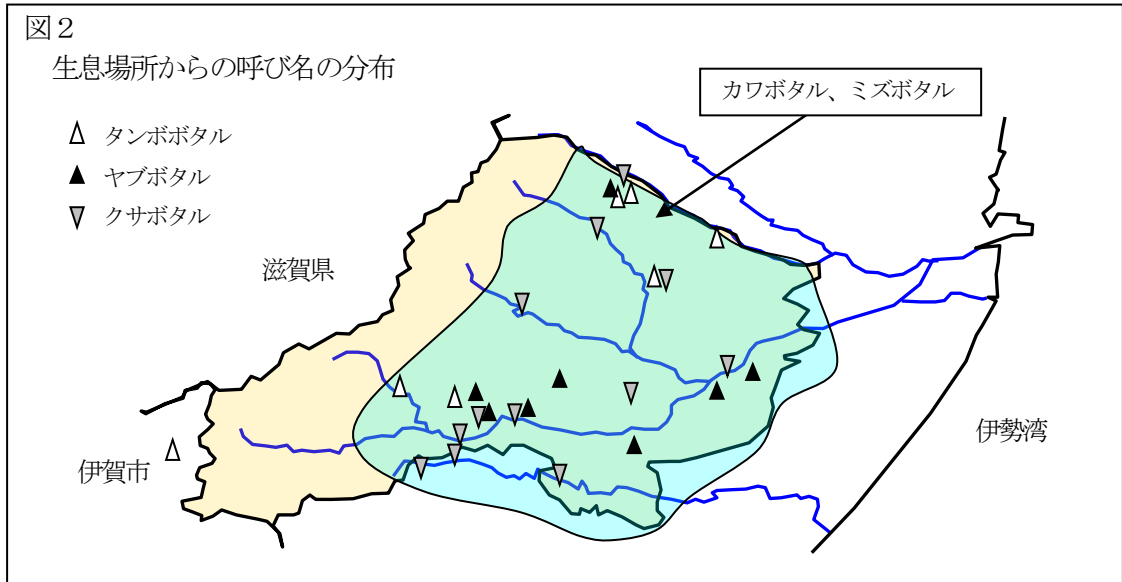 図２
生息場所からの呼び名の分布
カワボタル、ミズボタル
タンボボタル
ヤブボタル
クサボタル
滋賀県
伊勢湾
伊賀市